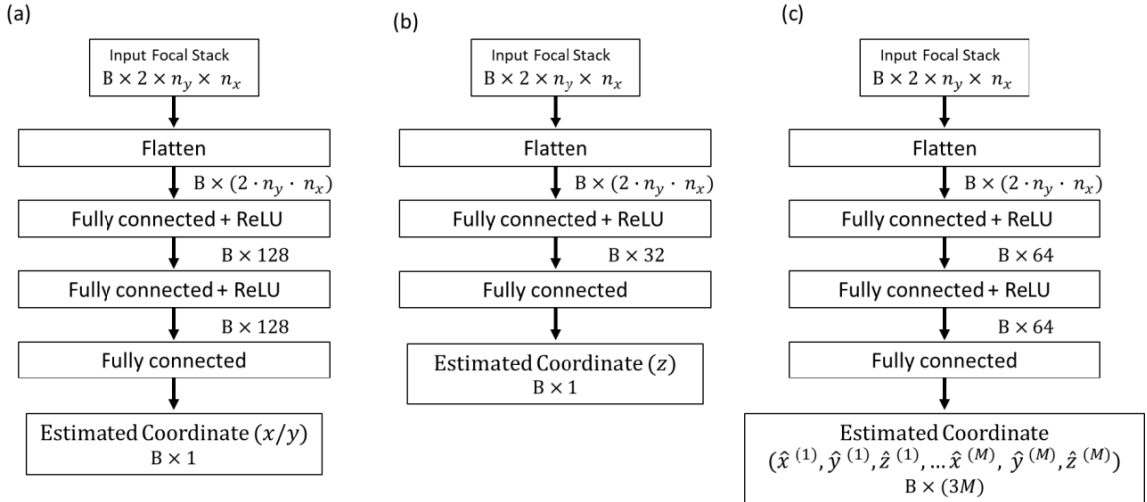 (a)
Input Focal Stack
B × 2 × n_y × n_x
Flatten
B × (2 · n_y · n_x)
Fully connected + ReLU
B × 128
Fully connected + ReLU
B × 128
Fully connected
Estimated Coordinate (x/y)
B × 1
(b)
Input Focal Stack
B × 2 × n_y × n_x
Flatten
B × (2 · n_y · n_x)
Fully connected + ReLU
B × 32
Fully connected
Estimated Coordinate (z)
B × 1
(c)
Input Focal Stack
B × 2 × n_y × n_x
Flatten
B × (2 · n_y · n_x)
Fully connected + ReLU
B × 64
Fully connected + ReLU
B × 64
Fully connected
Estimated Coordinate
(x̂^(1), ŷ^(1), ẑ^(1), … x̂^(M), ŷ^(M), ẑ^(M))
B × (3M)